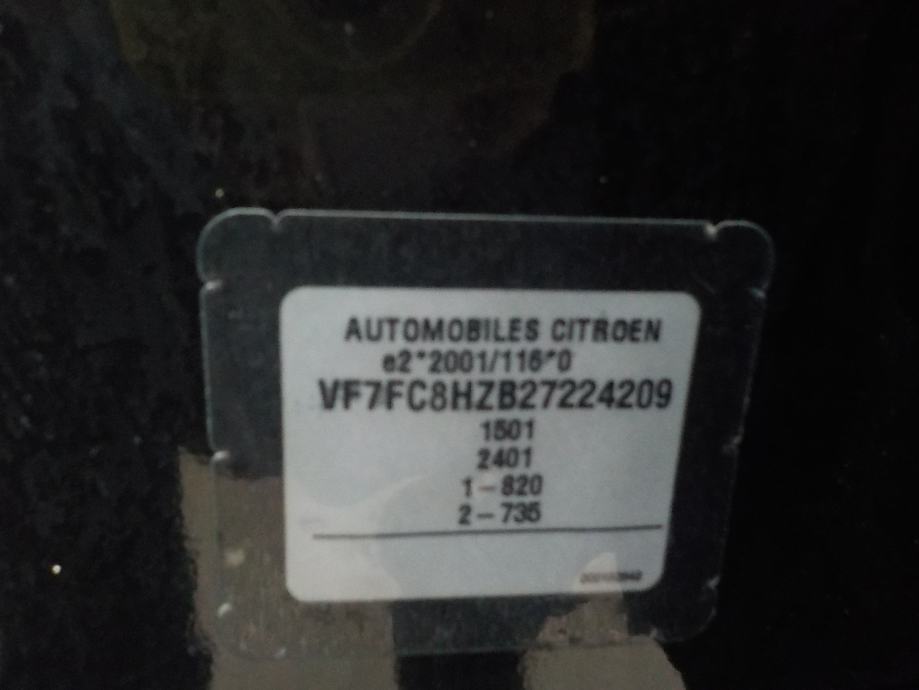 AUTOMOBILES CITROEN
e2*2001/116*0
VF7FC8HZB27224209
1501
2401
1-820
2-735